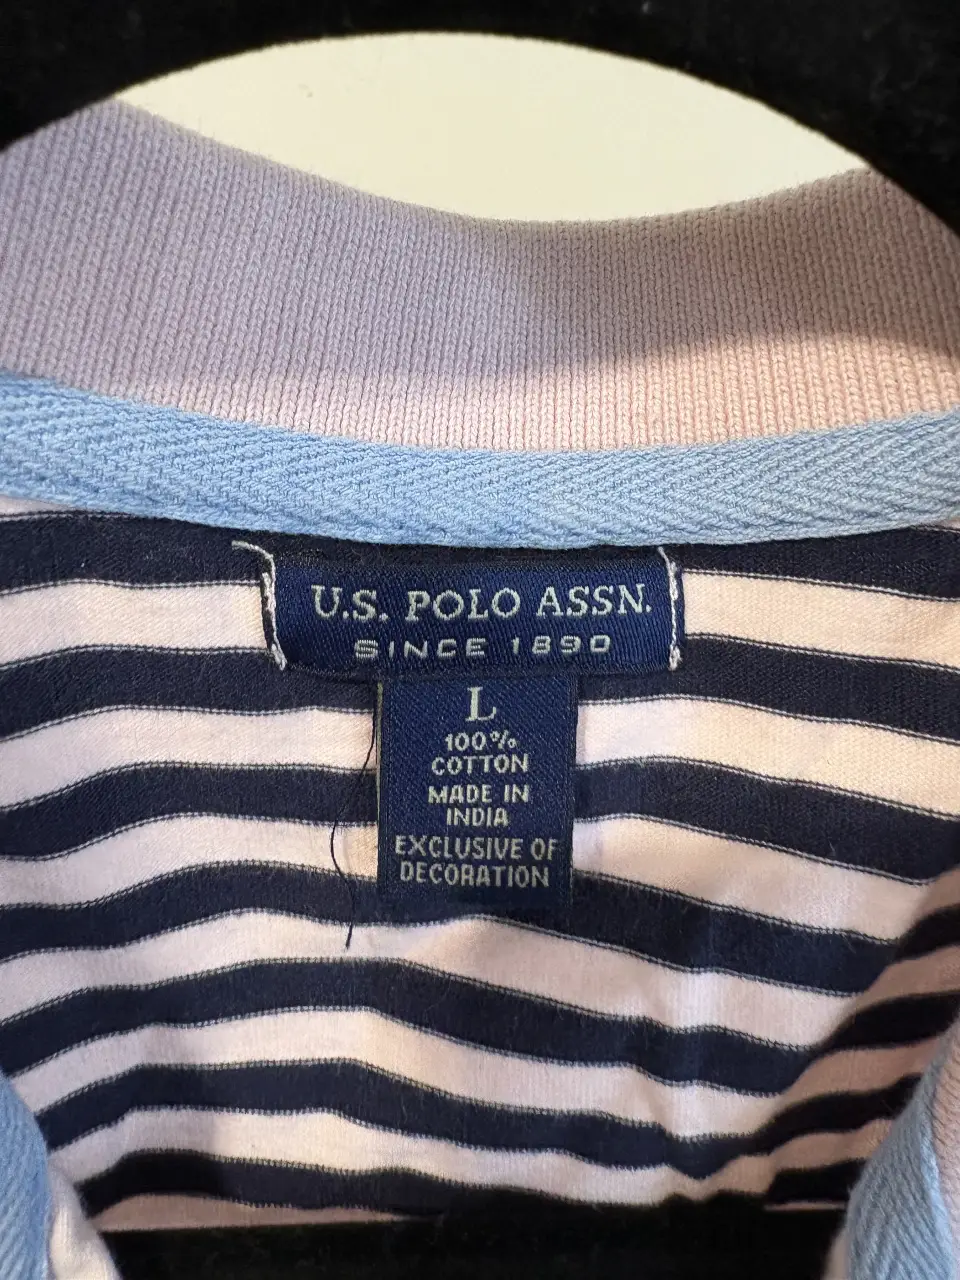 U.S. POLO ASSN.
SINCE 1890
L
100%
COTTON
MADE IN
INDIA
EXCLUSIVE OF
DECORATION